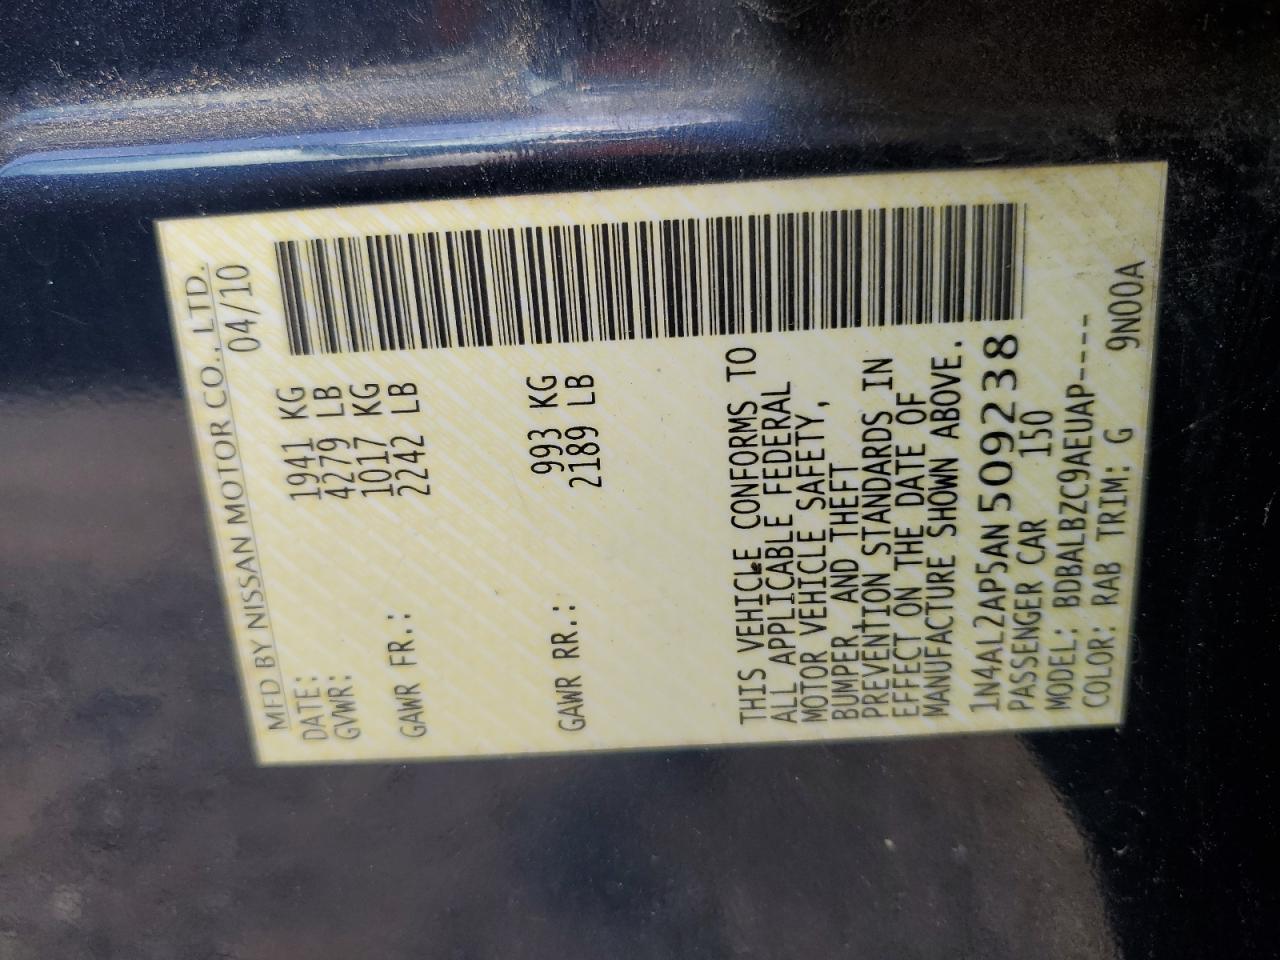 MFD BY NISSAN MOTOR CO., LTD.
DATE: 04/10
GVWR: 1941 KG
4279 LB
GAWR FR.: 1017 KG
2242 LB
GAWR RR.: 993 KG
2189 LB
THIS VEHICLE CONFORMS TO
ALL APPLICABLE FEDERAL
MOTOR VEHICLE SAFETY,
BUMPER, AND THEFT
PREVENTION STANDARDS IN
EFFECT ON THE DATE OF
MANUFACTURE SHOWN ABOVE.
1N4AL2AP5AN509238
PASSENGER CAR 150
MODEL: BDBALBZC9AEUAP----
COLOR: RAB TRIM: G 9N00A